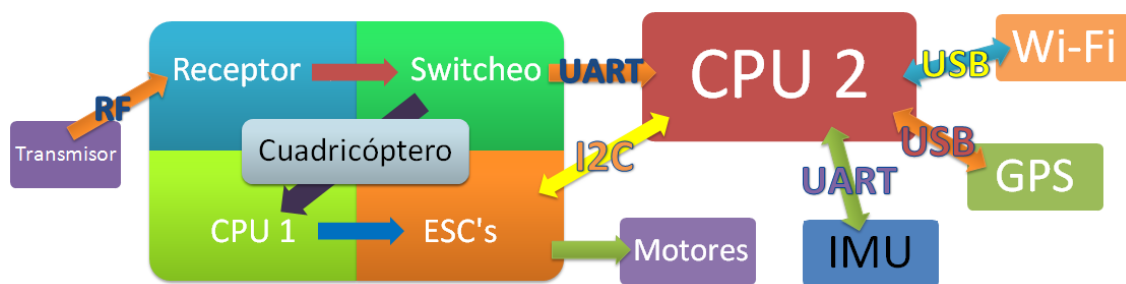 Receptor
Switcheo
UART
CPU 2
USB
Wi-Fi
RF
Transmisor
Cuadricóptero
I2C
USB
GPS
UART
CPU 1
ESC's
Motores
IMU